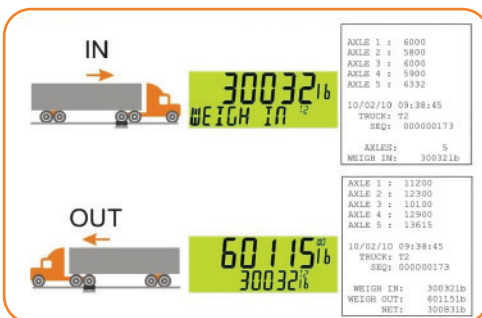 IN
30032lb
WEIGH IN T2
AXLE 1 : 6000
AXLE 2 : 5800
AXLE 3 : 6000
AXLE 4 : 5900
AXLE 5 : 6332
10/02/10 09:38:45
TRUCK: T2
SEQ: 000000173
AXLES: 5
WEIGH IN: 30032lb
OUT
60115lb
30032lb
AXLE 1 : 11200
AXLE 2 : 12300
AXLE 3 : 10100
AXLE 4 : 12900
AXLE 5 : 13615
10/02/10 09:38:45
TRUCK: T2
SEQ: 000000173
WEIGH IN: 30032lb
WEIGH OUT: 60115lb
NET: 30083lb